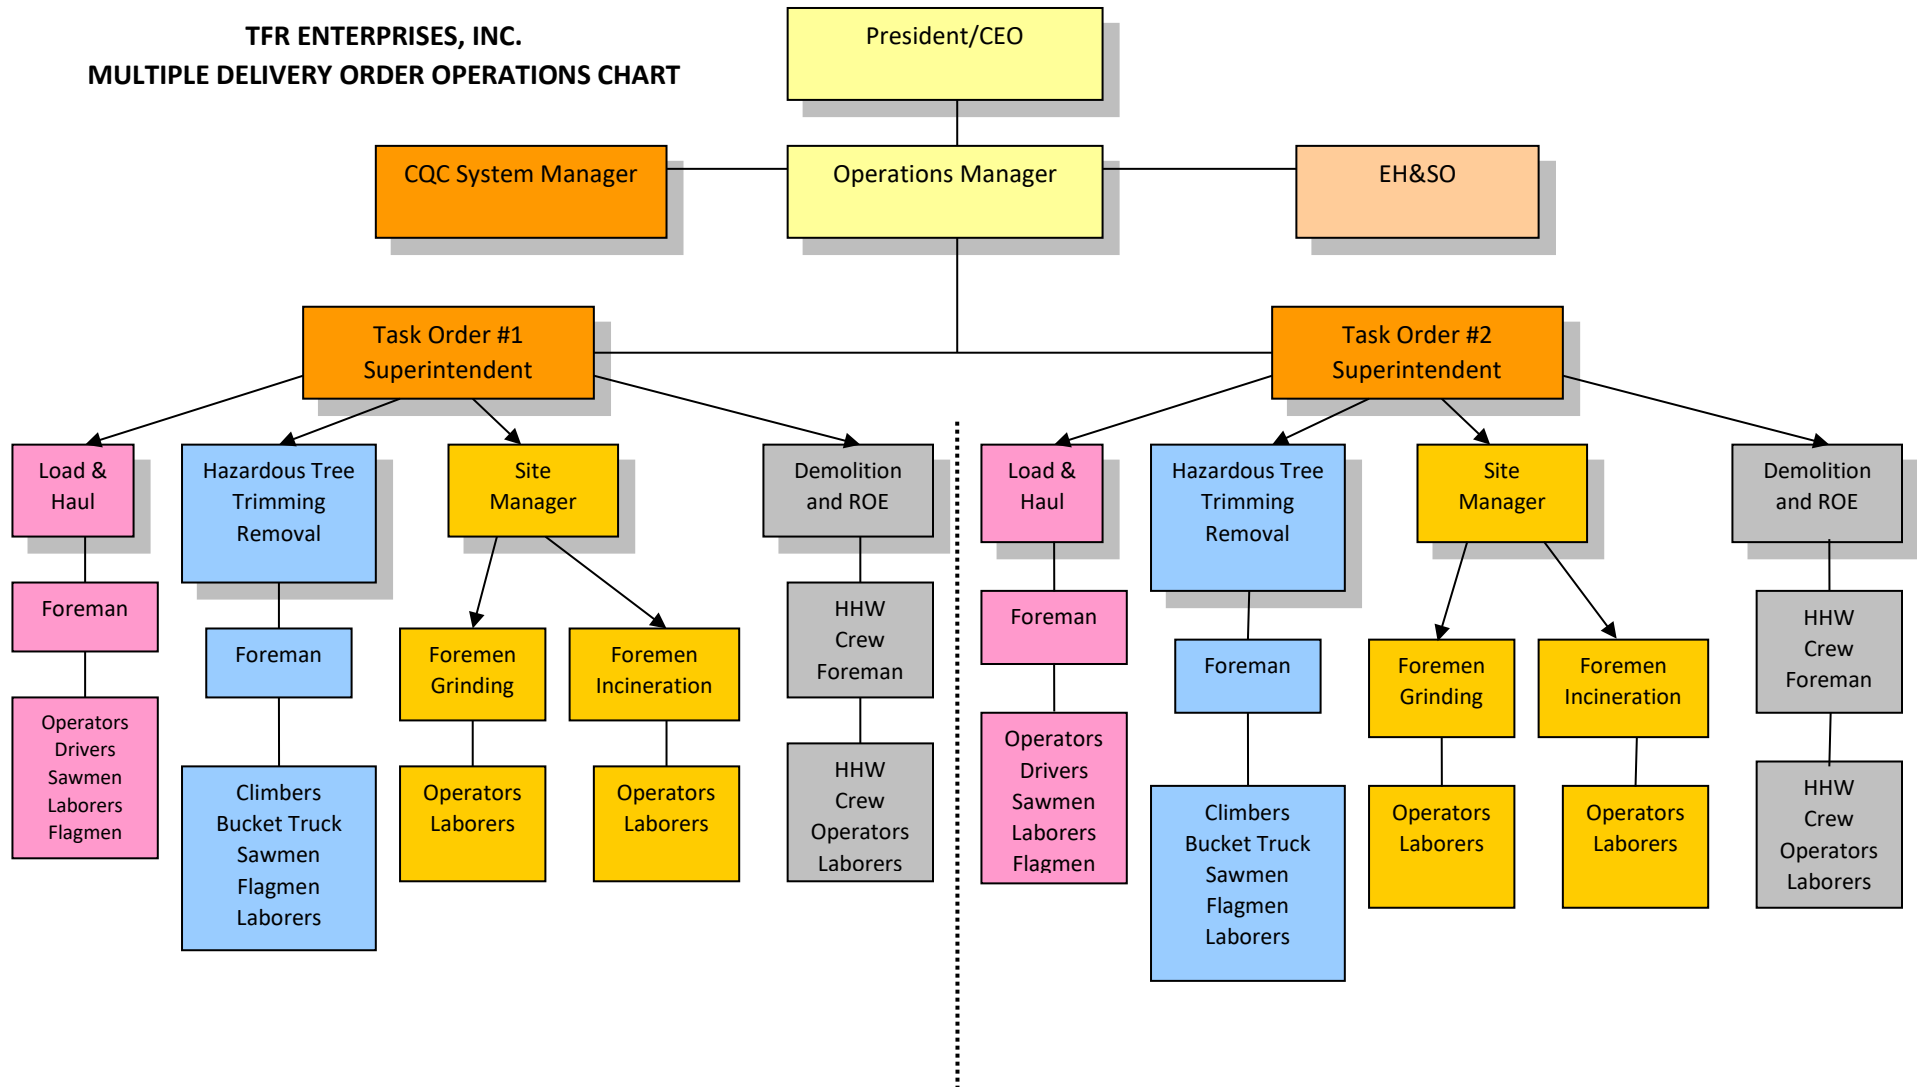 TFR ENTERPRISES, INC.
MULTIPLE DELIVERY ORDER OPERATIONS CHART
President/CEO
CQC System Manager
Operations Manager
EH&SO
Task Order #1
Superintendent
Task Order #2
Superintendent
Load &
Haul
Hazardous Tree
Trimming
Removal
Site
Manager
Demolition
and ROE
Load &
Haul
Hazardous Tree
Trimming
Removal
Site
Manager
Demolition
and ROE
Foreman
Foreman
Foremen
Grinding
Foremen
Incineration
HHW
Crew
Foreman
Foreman
Foreman
Foremen
Grinding
Foremen
Incineration
HHW
Crew
Foreman
Operators
Drivers
Sawmen
Laborers
Flagmen
Climbers
Bucket Truck
Sawmen
Flagmen
Laborers
Operators
Laborers
Operators
Laborers
HHW
Crew
Operators
Laborers
Operators
Drivers
Sawmen
Laborers
Flagmen
Climbers
Bucket Truck
Sawmen
Flagmen
Laborers
Operators
Laborers
Operators
Laborers
HHW
Crew
Operators
Laborers